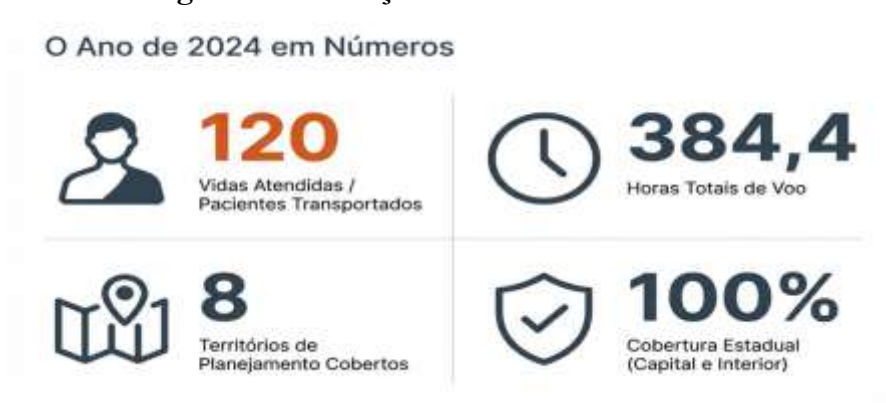 O Ano de 2024 em Números
120
Vidas Atendidas /
Pacientes Transportados
384,4
Horas Totais de Voo
8
Territórios de
Planejamento Cobertos
100%
Cobertura Estadual
(Capital e Interior)